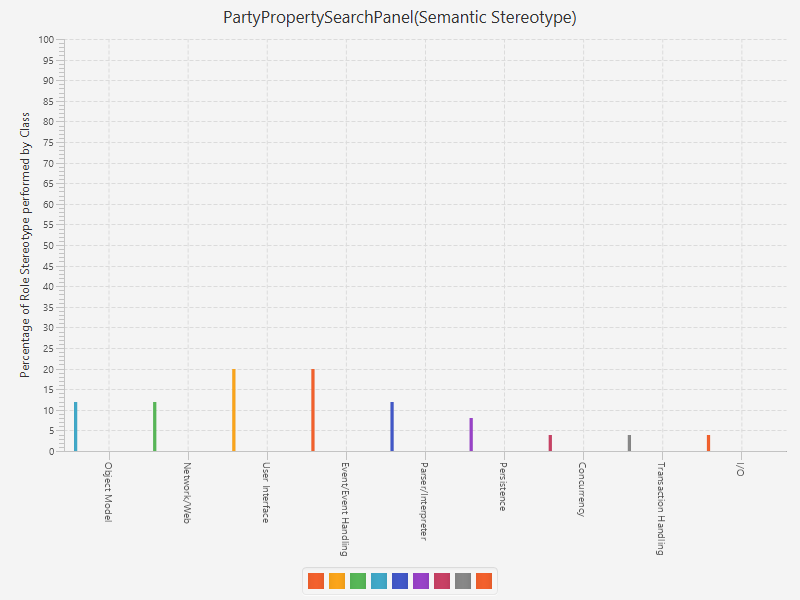 PartyPropertySearchPanel(Semantic Stereotype)
Percentage of Role Stereotype performed by Class
100
95
90
85
80
75
70
65
60
55
50
45
40
35
30
25
20
15
10
5
0
Object Model
Network/Web
User Interface
Event/Event Handling
Parser/Interpreter
Persistence
Concurrency
Transaction Handling
I/O